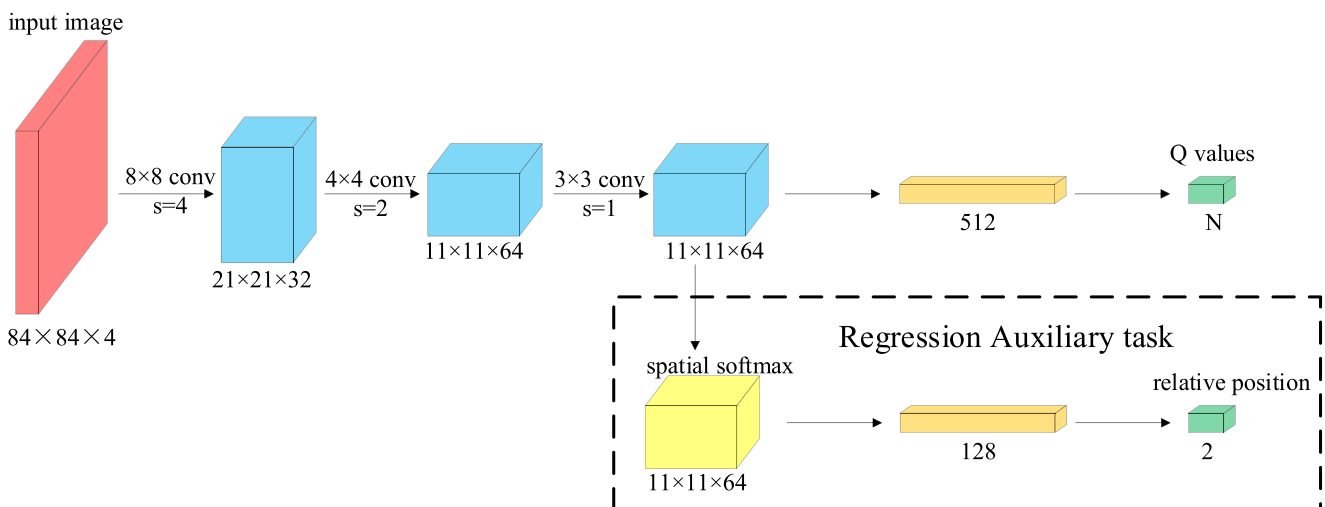 input image
84×84×4
8×8 conv
s=4
21×21×32
4×4 conv
s=2
11×11×64
3×3 conv
s=1
11×11×64
512
Q values
N
Regression Auxiliary task
spatial softmax
11×11×64
128
relative position
2